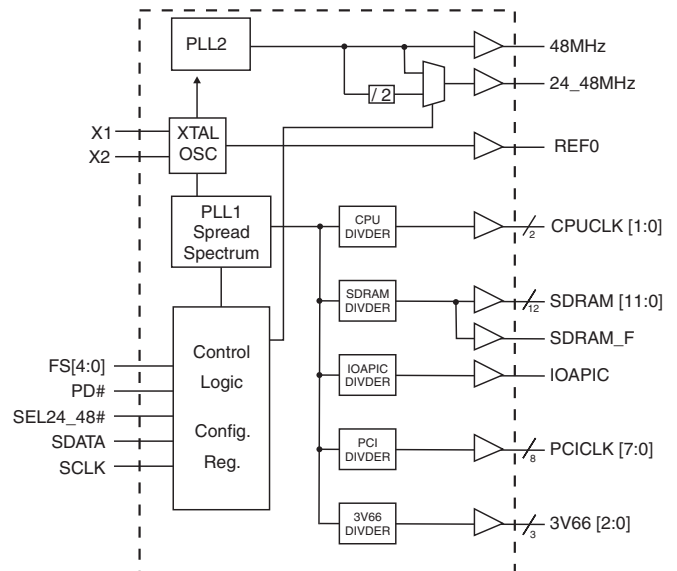 PLL2
48MHz
/ 2
24_48MHz
X1
X2
XTAL
OSC
REF0
PLL1
Spread
Spectrum
CPU
DIVDER
2
CPUCLK [1:0]
SDRAM
DIVDER
12
SDRAM [11:0]
SDRAM_F
Control
Logic
Config.
Reg.
FS[4:0]
PD#
SEL24_48#
SDATA
SCLK
IOAPIC
DIVDER
IOAPIC
PCI
DIVDER
8
PCICLK [7:0]
3V66
DIVDER
3
3V66 [2:0]